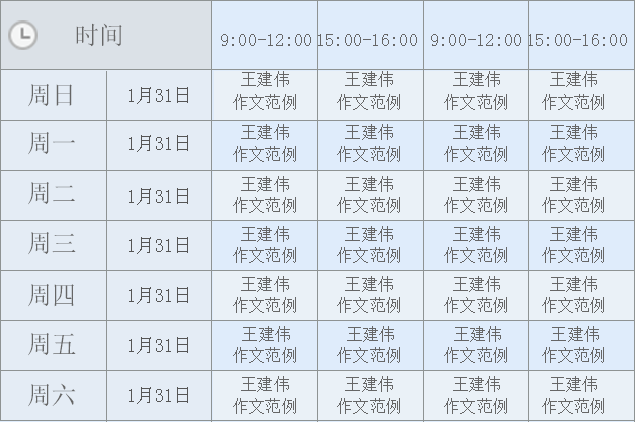 时间 9:00-12:00 15:00-16:00 9:00-12:00 15:00-16:00
周日 1月31日 王建伟 王建伟 王建伟 王建伟
作文范例 作文范例 作文范例 作文范例
周一 1月31日 王建伟 王建伟 王建伟 王建伟
作文范例 作文范例 作文范例 作文范例
周二 1月31日 王建伟 王建伟 王建伟 王建伟
作文范例 作文范例 作文范例 作文范例
周三 1月31日 王建伟 王建伟 王建伟 王建伟
作文范例 作文范例 作文范例 作文范例
周四 1月31日 王建伟 王建伟 王建伟 王建伟
作文范例 作文范例 作文范例 作文范例
周五 1月31日 王建伟 王建伟 王建伟 王建伟
作文范例 作文范例 作文范例 作文范例
周六 1月31日 王建伟 王建伟 王建伟 王建伟
作文范例 作文范例 作文范例 作文范例